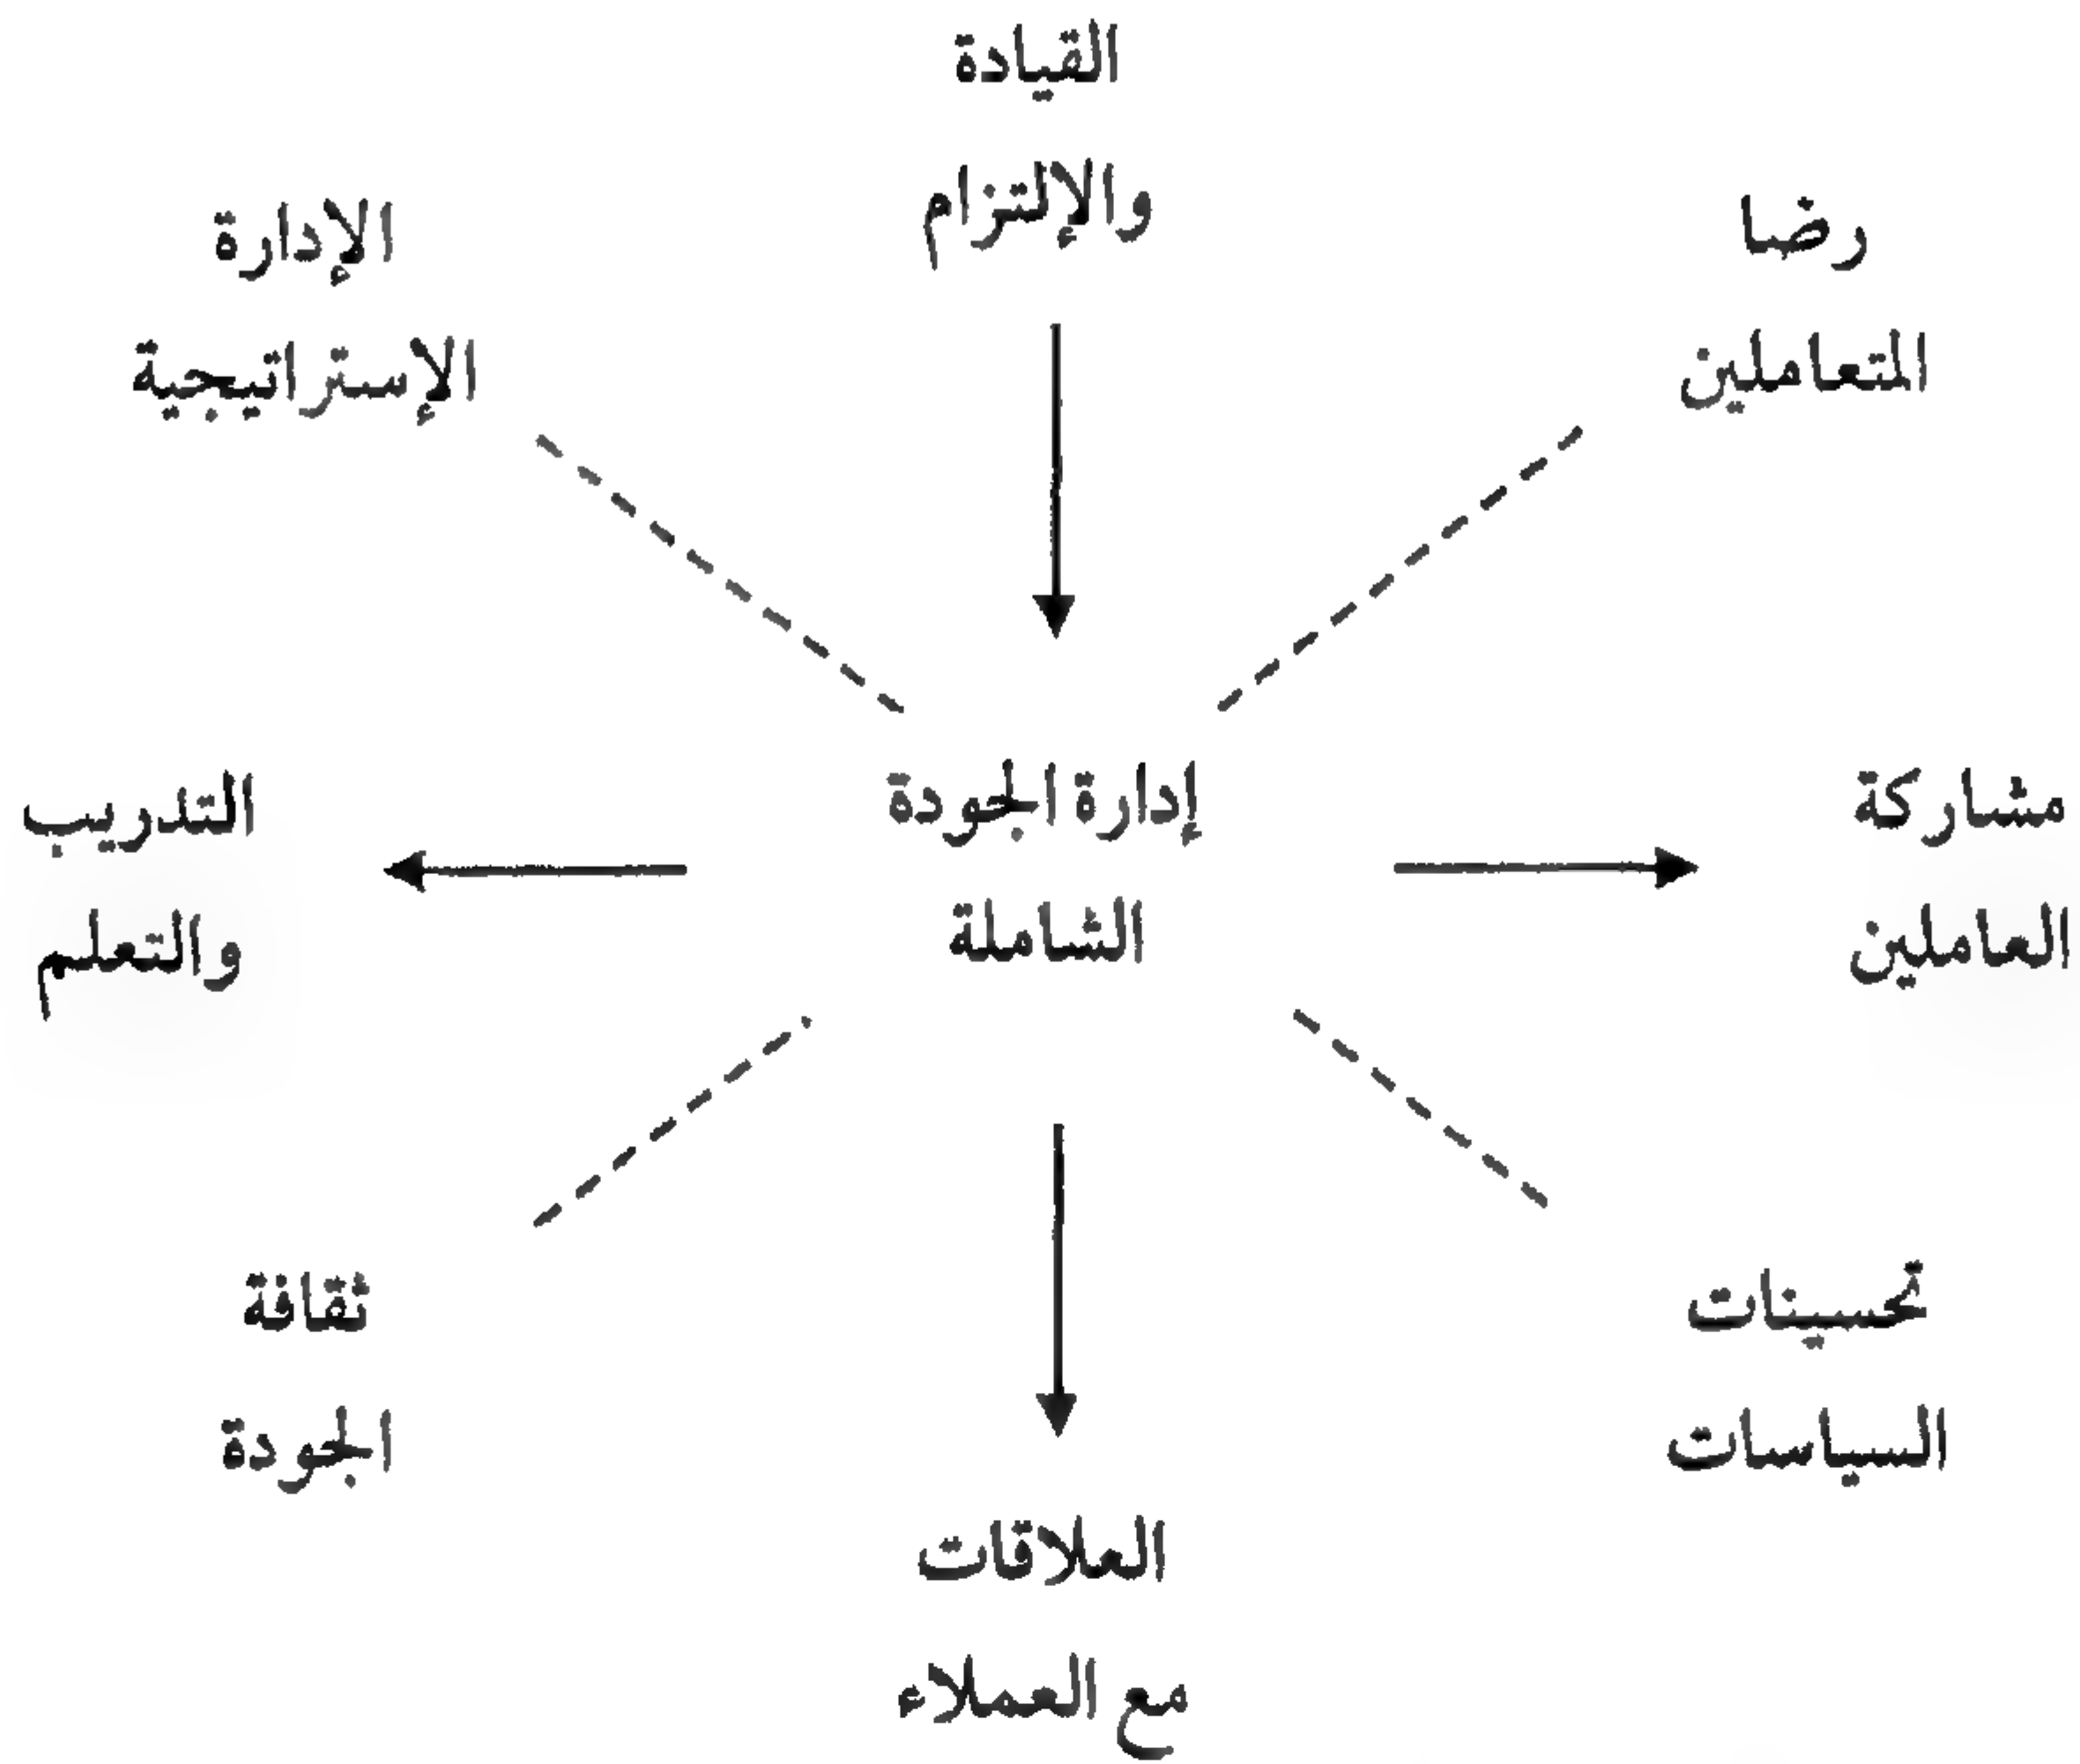 القيادة
والإلتزام
رضا
المتعاملين
الإدارة
الإستراتيجية
مشاركة
العاملين
إدارة الجودة
الشاملة
التدريب
والتعلم
تحسينات
السياسات
ثقافة
الجودة
العلاقات
مع العملاء